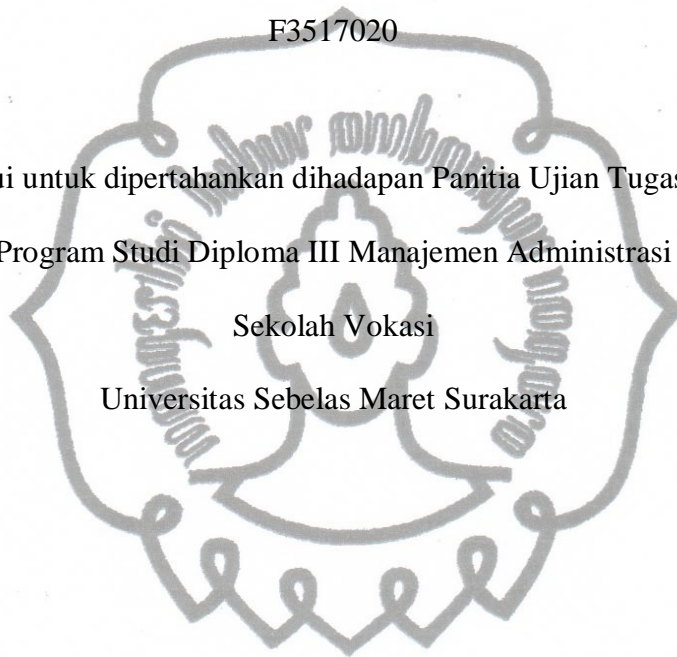 F3517020
ui untuk dipertahankan dihadapan Panitia Ujian Tugas
Program Studi Diploma III Manajemen Administrasi
Sekolah Vokasi
Universitas Sebelas Maret Surakarta